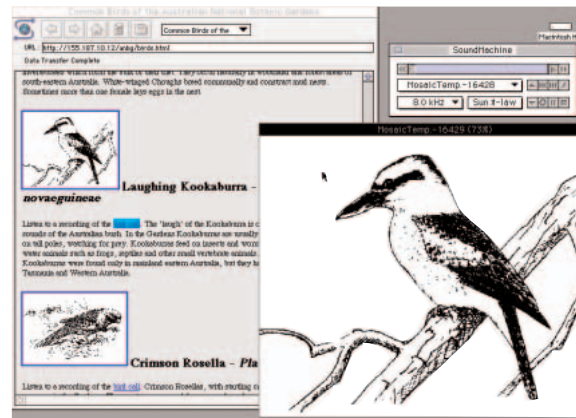 Common Birds of the Australian National Botanic Gardens
Common Birds of the
URL: http://155.187.10.12/anbg/birds.html
Data Transfer Complete
south-eastern Australia. White-winged Choughs breed communally and construct mud nests.
Sometimes more than one female lays eggs in the nest.
Laughing Kookaburra -
novaeguineae
Listen to a recording of the The 'laugh' of the Kookaburra is
sounds of the Australian bush. In the Gardens Kookaburras are usually
on tall poles, watching for prey. Kookaburras feed on insects and worm
water animals such as frogs, reptiles and other small vertebrate animals.
Kookaburras were found only in mainland eastern Australia, but they ha
Tasmania and Western Australia.
Crimson Rosella - Pla
Listen to a recording of the bird call. Crimson Rosellas, with startling
Macintosh H
SoundMachine
MosaicTemp.-16428
8.0 kHz
Sun µ-law
MosaicTemp.-16429 (73%)